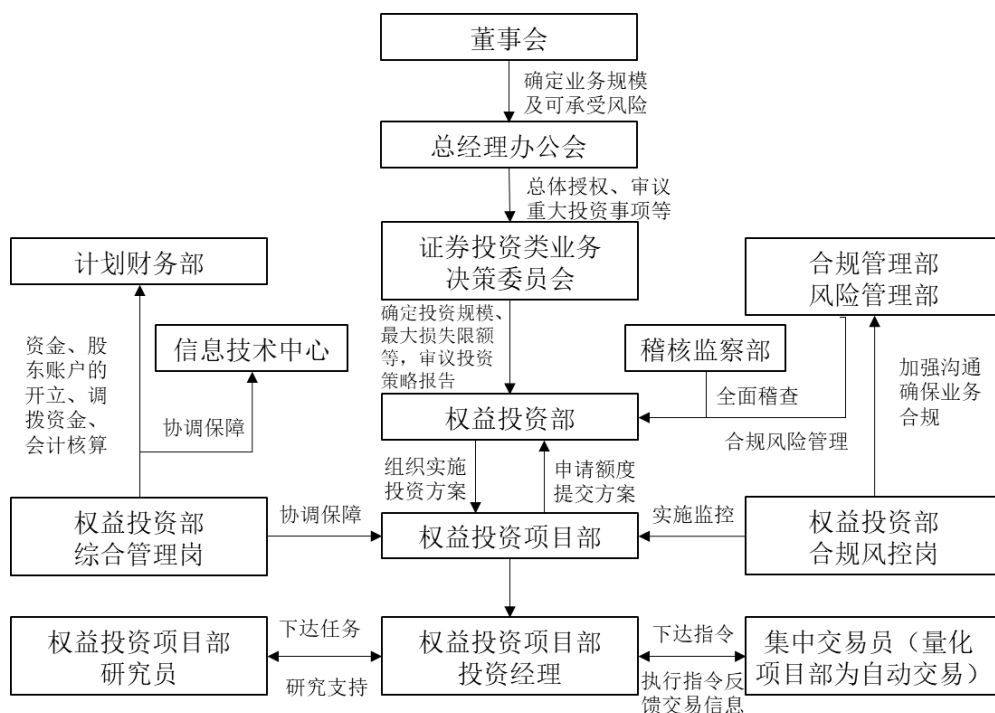 董事会
确定业务规模
及可承受风险
总经理办公会
总体授权、审议
重大投资事项等
证券投资类业务
决策委员会
计划财务部
合规管理部
风险管理部
确定投资规模、
最大损失限额
等，审议投资
策略报告
资金、股
东账户的
开立、调
拨资金、
会计核算
信息技术中心
稽核监察部
加强沟通
确保业务
合规
协调保障
全面稽查
权益投资部
合规风险管理
组织实施
投资方案
申请额度
提交方案
权益投资部
综合管理岗
协调保障
权益投资项目部
实施监控
权益投资部
合规风控岗
权益投资项目部
研究员
下达任务
研究支持
权益投资项目部
投资经理
下达指令
执行指令反
馈交易信息
集中交易员（量化
项目部为自动交易）